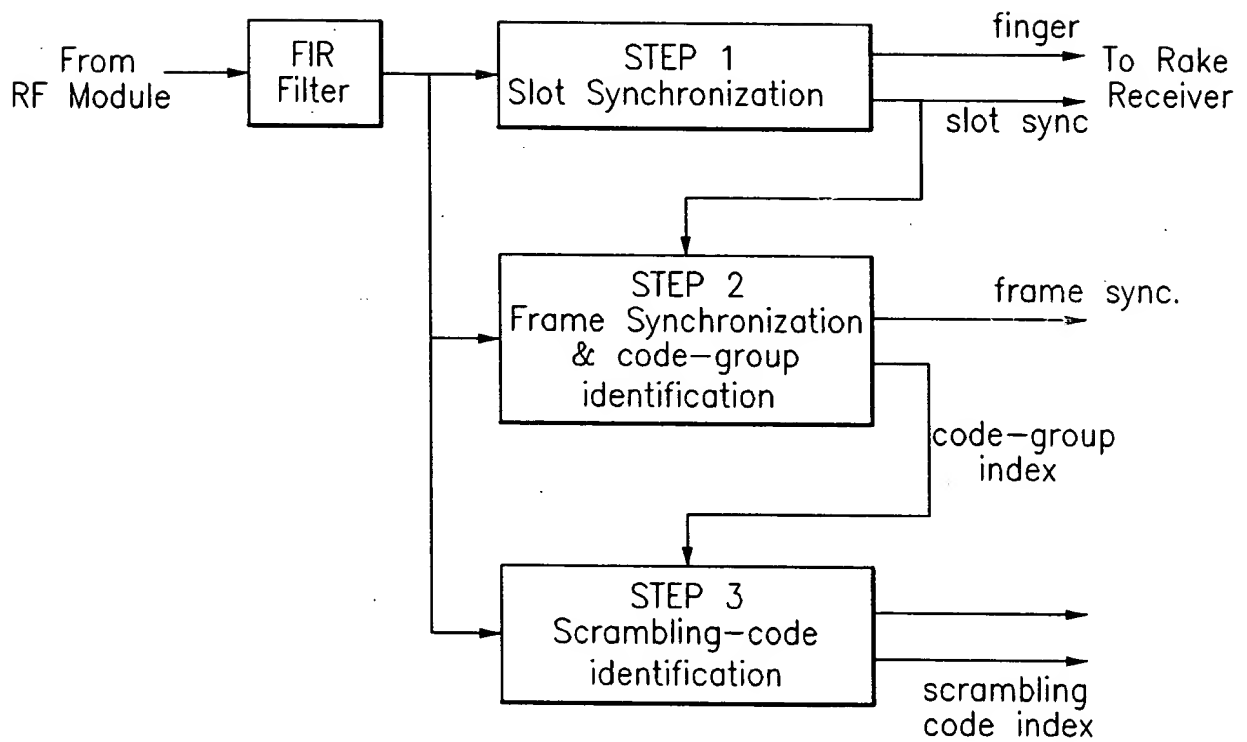 From
RF Module
FIR
Filter
STEP 1
Slot Synchronization
finger
To Rake
Receiver
slot sync
STEP 2
Frame Synchronization
& code-group
identification
frame sync.
code-group
index
STEP 3
Scrambling-code
identification
scrambling
code index